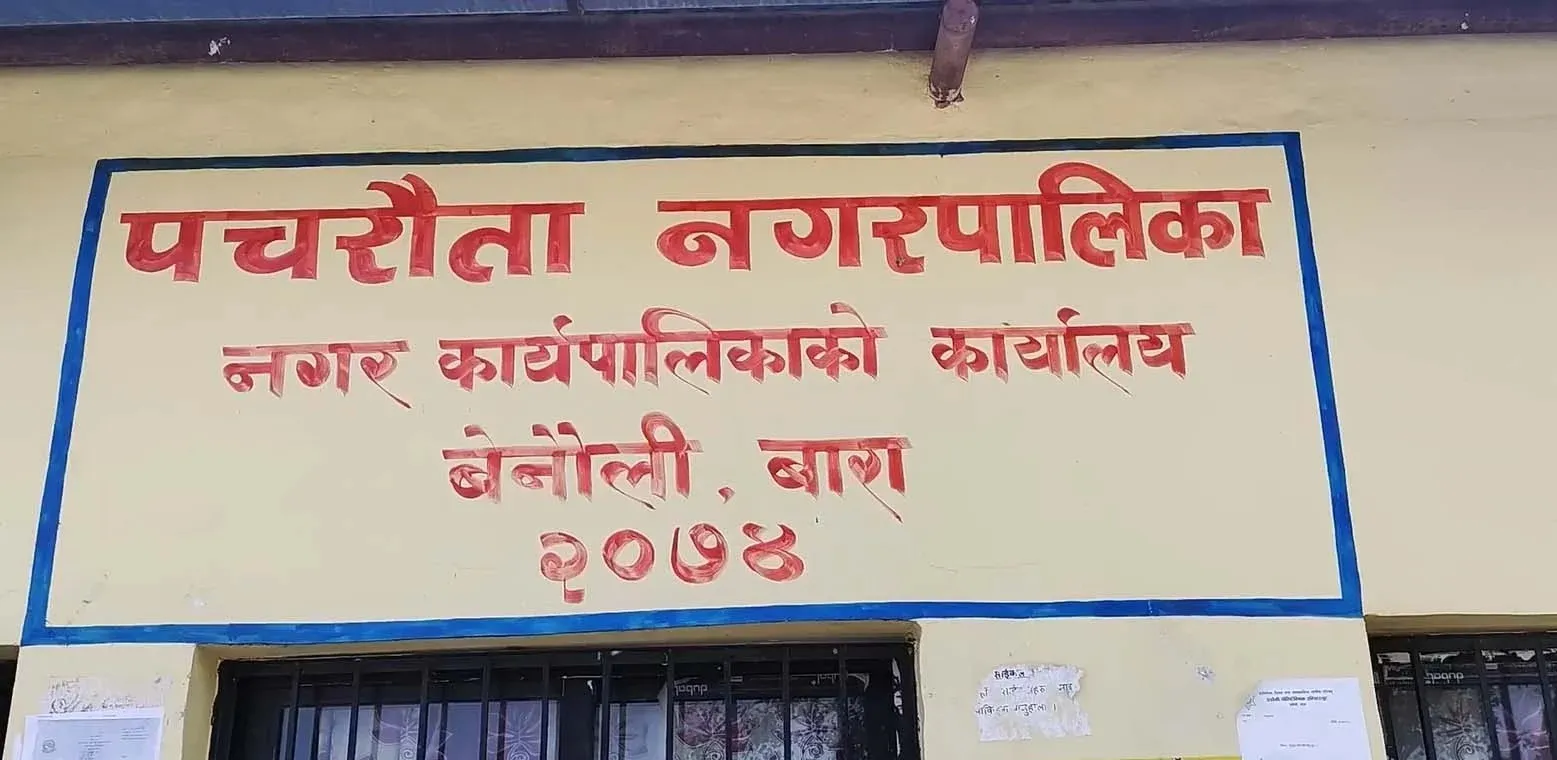 पचरौता नगरपालिका
नगर कार्यपालिकाको कार्यालय
बेनौली, बारा
२०७४